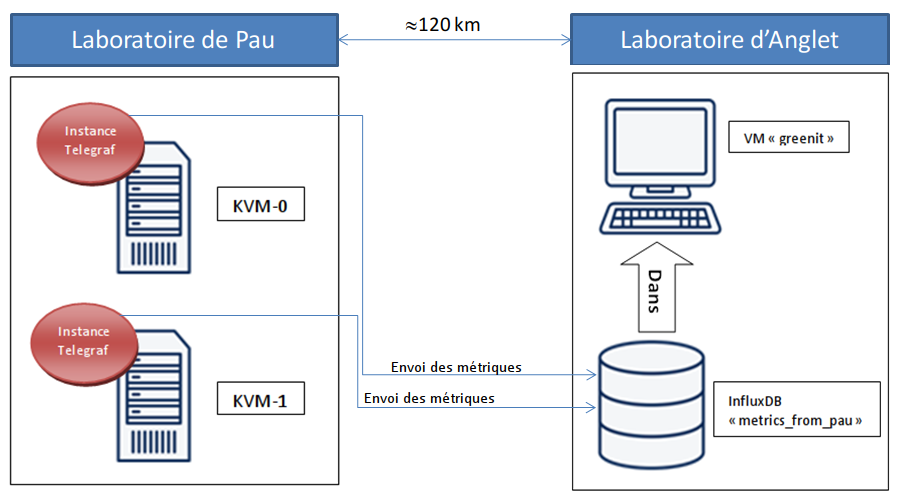 Laboratoire de Pau
≈120 km
Laboratoire d’Anglet
Instance
Telegraf
KVM-0
VM « greenit »
Dans
Instance
Telegraf
KVM-1
Envoi des métriques
Envoi des métriques
InfluxDB
« metrics_from_pau »